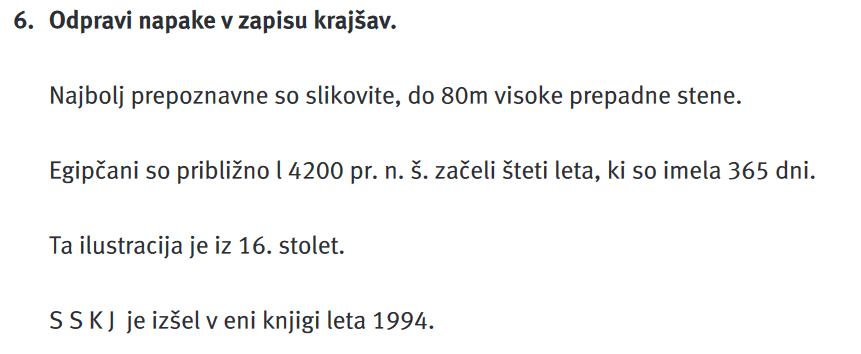 6. Odpravi napake v zapisu krajšav.
Najbolj prepoznavne so slikovite, do 80m visoke prepadne stene.
Egipčani so približno l 4200 pr. n. š. začeli šteti leta, ki so imela 365 dni.
Ta ilustracija je iz 16. stolet.
S S K J je izšel v eni knjigi leta 1994.